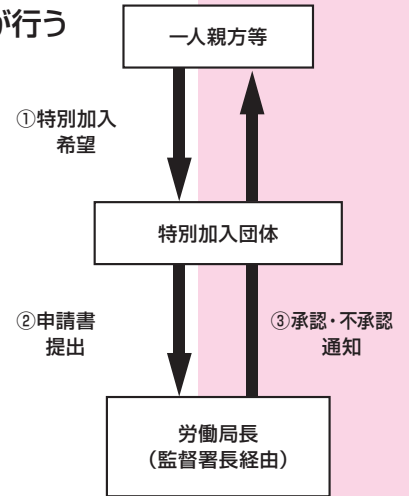 が行う
一人親方等
①特別加入
希望
特別加入団体
②申請書
提出
③承認・不承認
通知
労働局長
（監督署長経由）